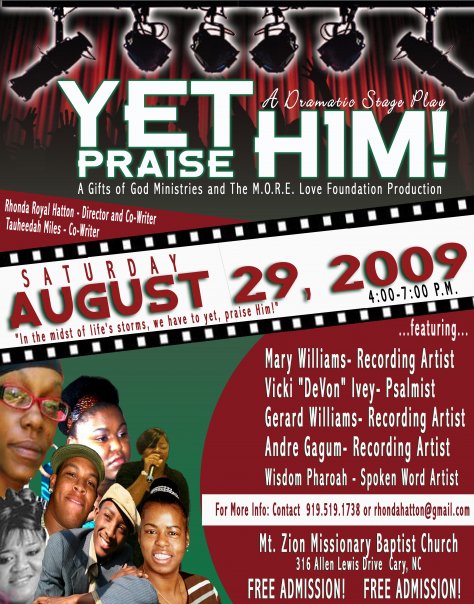 YET
A Dramatic Stage Play
PRAISE HIM!
A Gifts of God Ministries and The M.O.R.E. Love Foundation Production
Rhonda Royal Hatton - Director and Co-Writer
Tauheedah Miles - Co-Writer
SATURDAY
AUGUST 29, 2009
4:00-7:00 P.M.
"In the midst of life's storms, we have to yet, praise Him!"
...featuring...
Mary Williams- Recording Artist
Vicki "DeVon" Ivey- Psalmist
Gerard Williams- Recording Artist
Andre Gagum- Recording Artist
Wisdom Pharoah - Spoken Word Artist
For More Info: Contact 919.519.1738 or rhondahatton@gmail.com
Mt. Zion Missionary Baptist Church
316 Allen Lewis Drive Cary, NC
FREE ADMISSION! FREE ADMISSION!